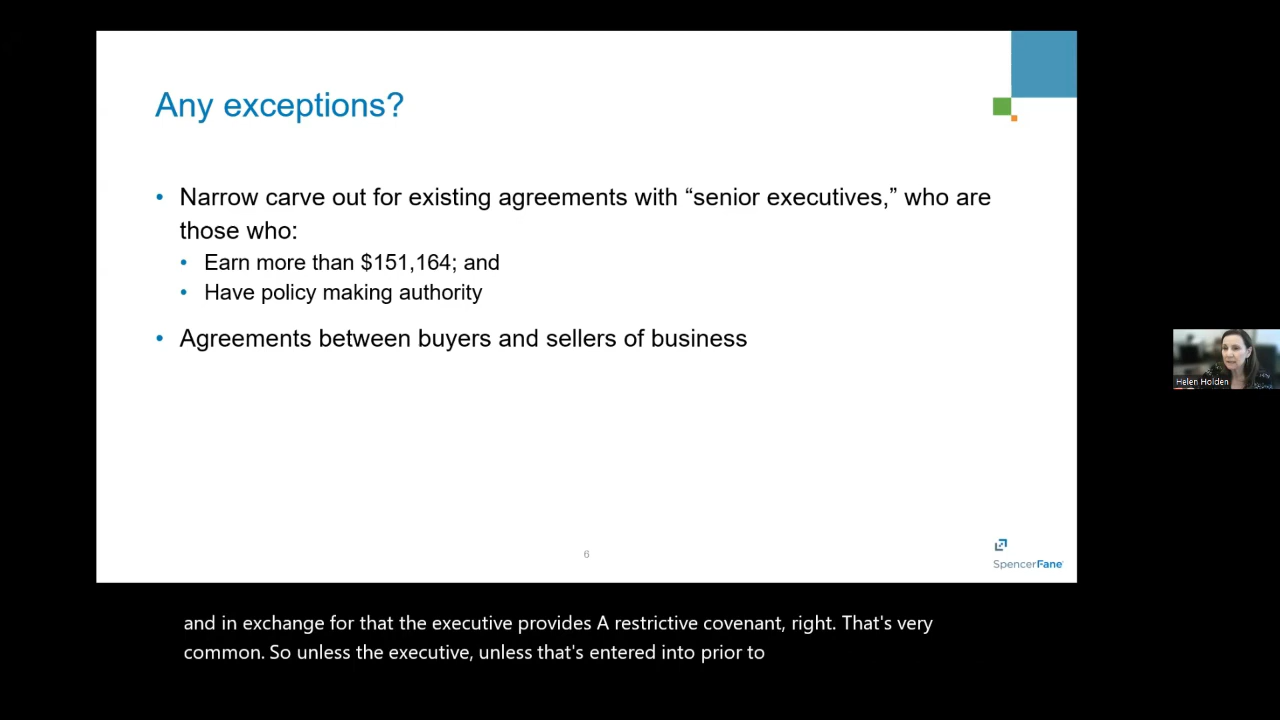 Any exceptions?
• Narrow carve out for existing agreements with “senior executives,” who are
those who:
• Earn more than $151,164; and
• Have policy making authority
• Agreements between buyers and sellers of business
Helen Holden
6
SpencerFane
and in exchange for that the executive provides A restrictive covenant, right. That's very
common. So unless the executive, unless that's entered into prior to